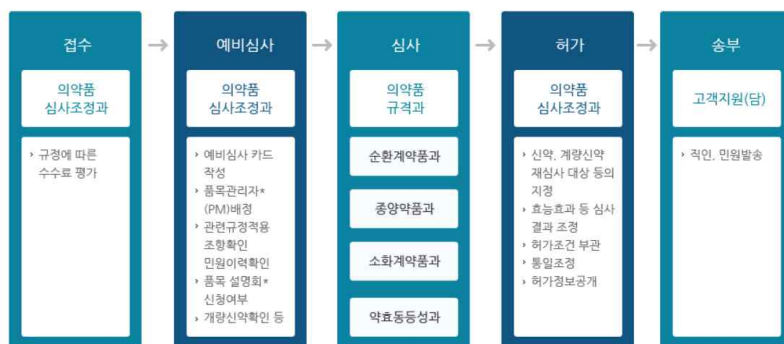 접수
의약품
심사조정과
› 규정에 따른
수수료 평가
예비심사
의약품
심사조정과
› 예비심사 카드
작성
› 품목관리자*
(PM)배정
› 관련규정적용
조항확인
민원이력확인
› 품목 설명회*
신청여부
› 개량신약확인 등
심사
의약품
규격과
순환계약품과
종양약품과
소화계약품과
약효동등성과
허가
의약품
심사조정과
› 신약, 계량신약
재심사 대상 등의
지정
› 효능효과 등 심사
결과 조정
› 허가조건 부관
› 통일조정
› 허가정보공개
송부
고객지원(담)
› 직인, 민원발송